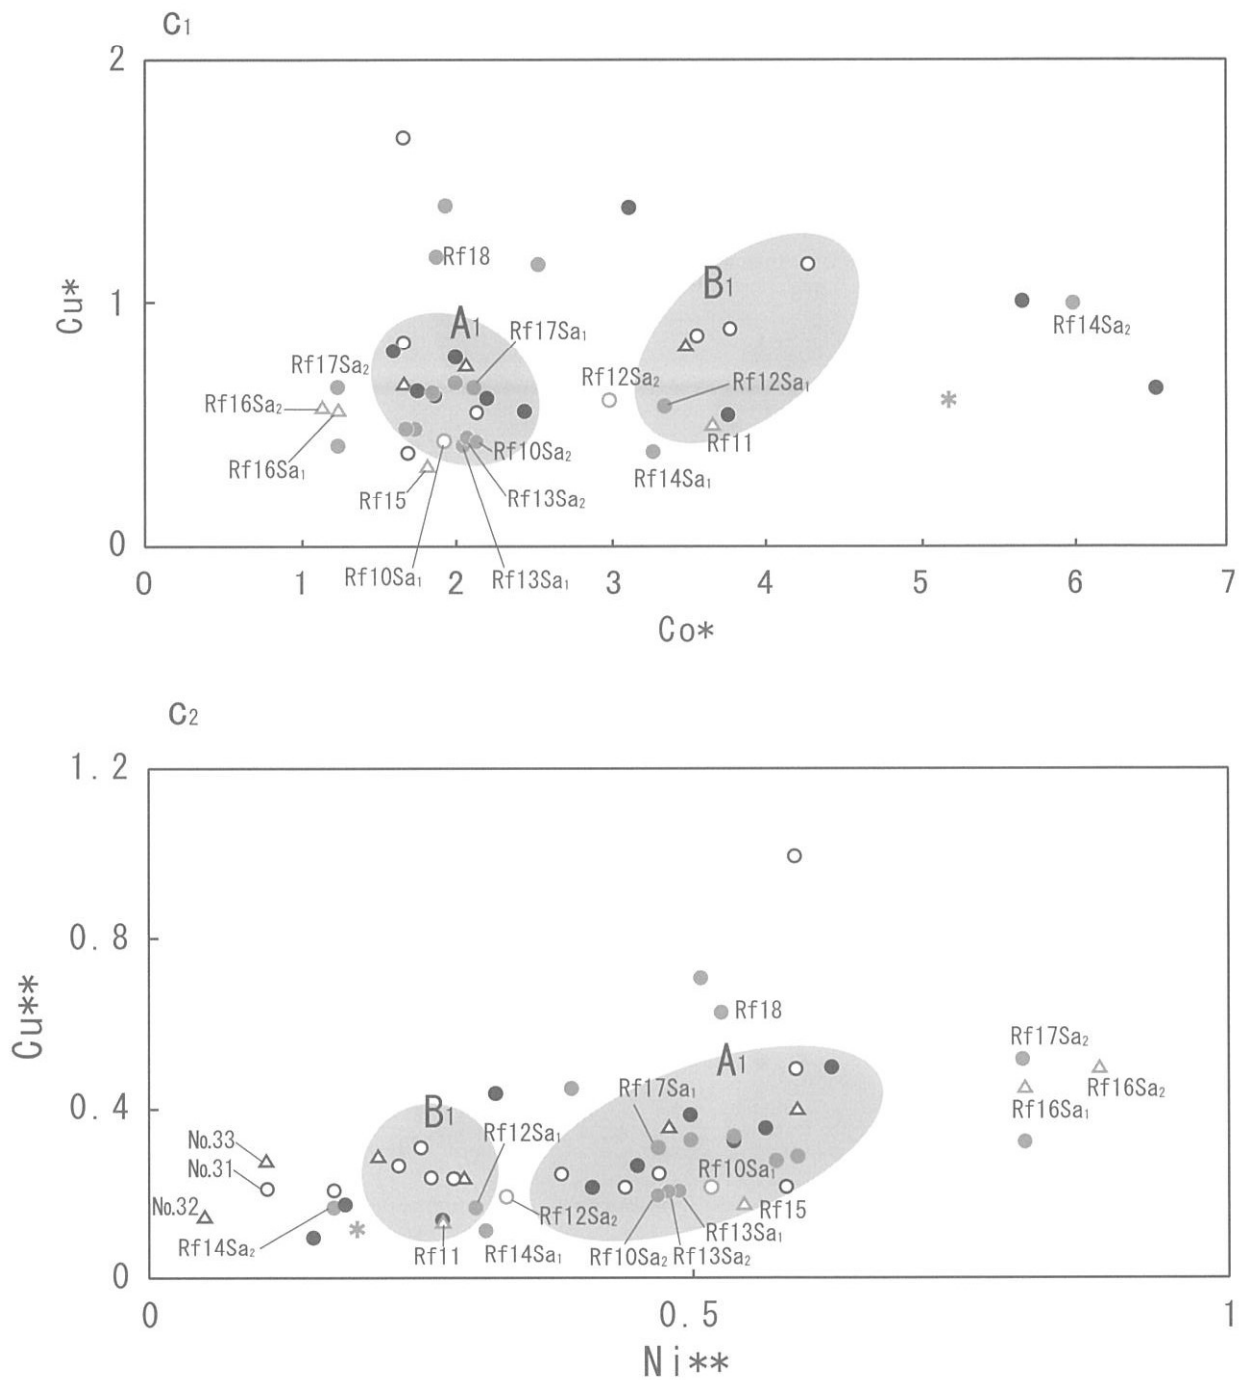 C₁
2
Rf18
B₁
Cu*
1
A₁
Rf17Sa₁
Rf14Sa₂
Rf17Sa₂
Rf12Sa₂
Rf12Sa₁
*
Rf16Sa₂
Rf11
Rf10Sa₂
Rf16Sa₁
Rf14Sa₁
Rf15
Rf13Sa₂
0
Rf10Sa₁
Rf13Sa₁
0 1 2 3 4 5 6 7
Co*
C₂
1.2
0.8
Rf18
Cu**
A₁
Rf17Sa₂
Rf17Sa₁
Rf16Sa₂
0.4
B₁
Rf16Sa₁
Rf12Sa₁
No.33
No.31
Rf10Sa₁
No.32
Rf12Sa₂
Rf15
*
Rf14Sa₂
Rf11
Rf14Sa₁
Rf10Sa₂
Rf13Sa₂
Rf13Sa₁
0
0 0.5 1
Ni**